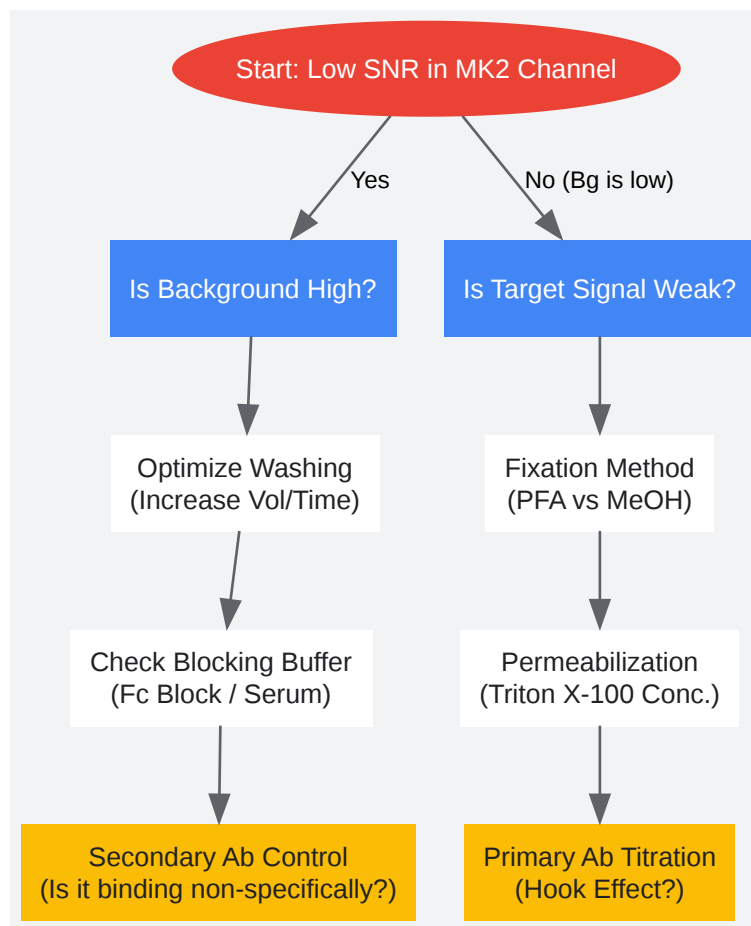 Start: Low SNR in MK2 Channel
Yes
No (Bg is low)
Is Background High?
Is Target Signal Weak?
Optimize Washing
(Increase Vol/Time)
Fixation Method
(PFA vs MeOH)
Check Blocking Buffer
(Fc Block / Serum)
Permeabilization
(Triton X-100 Conc.)
Secondary Ab Control
(Is it binding non-specifically?)
Primary Ab Titration
(Hook Effect?)